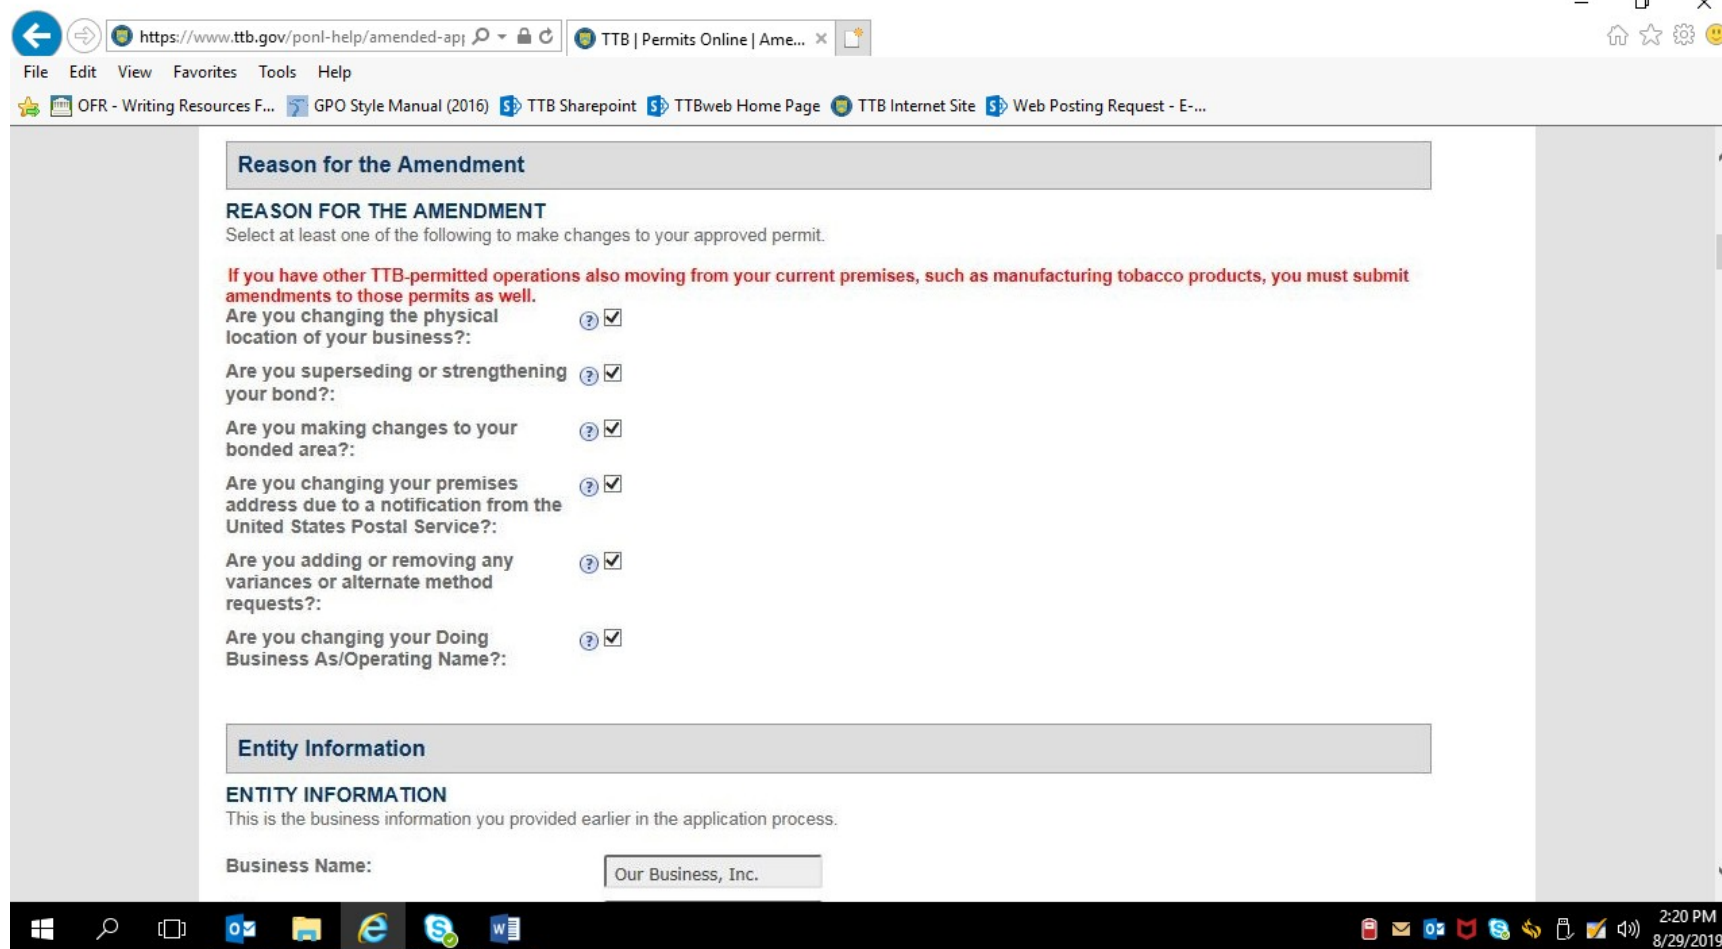 https://www.ttb.gov/ponl-help/amended-ap
TTB | Permits Online | Ame...
File Edit View Favorites Tools Help
OFR - Writing Resources F... GPO Style Manual (2016) TTB Sharepoint TTBweb Home Page TTB Internet Site Web Posting Request - E-...
Reason for the Amendment
REASON FOR THE AMENDMENT
Select at least one of the following to make changes to your approved permit.
If you have other TTB-permitted operations also moving from your current premises, such as manufacturing tobacco products, you must submit
amendments to those permits as well.
Are you changing the physical
location of your business?:
Are you superseding or strengthening
your bond?:
Are you making changes to your
bonded area?:
Are you changing your premises
address due to a notification from the
United States Postal Service?:
Are you adding or removing any
variances or alternate method
requests?:
Are you changing your Doing
Business As/Operating Name?:
Entity Information
ENTITY INFORMATION
This is the business information you provided earlier in the application process.
Business Name:
Our Business, Inc.
2:20 PM
8/29/2019